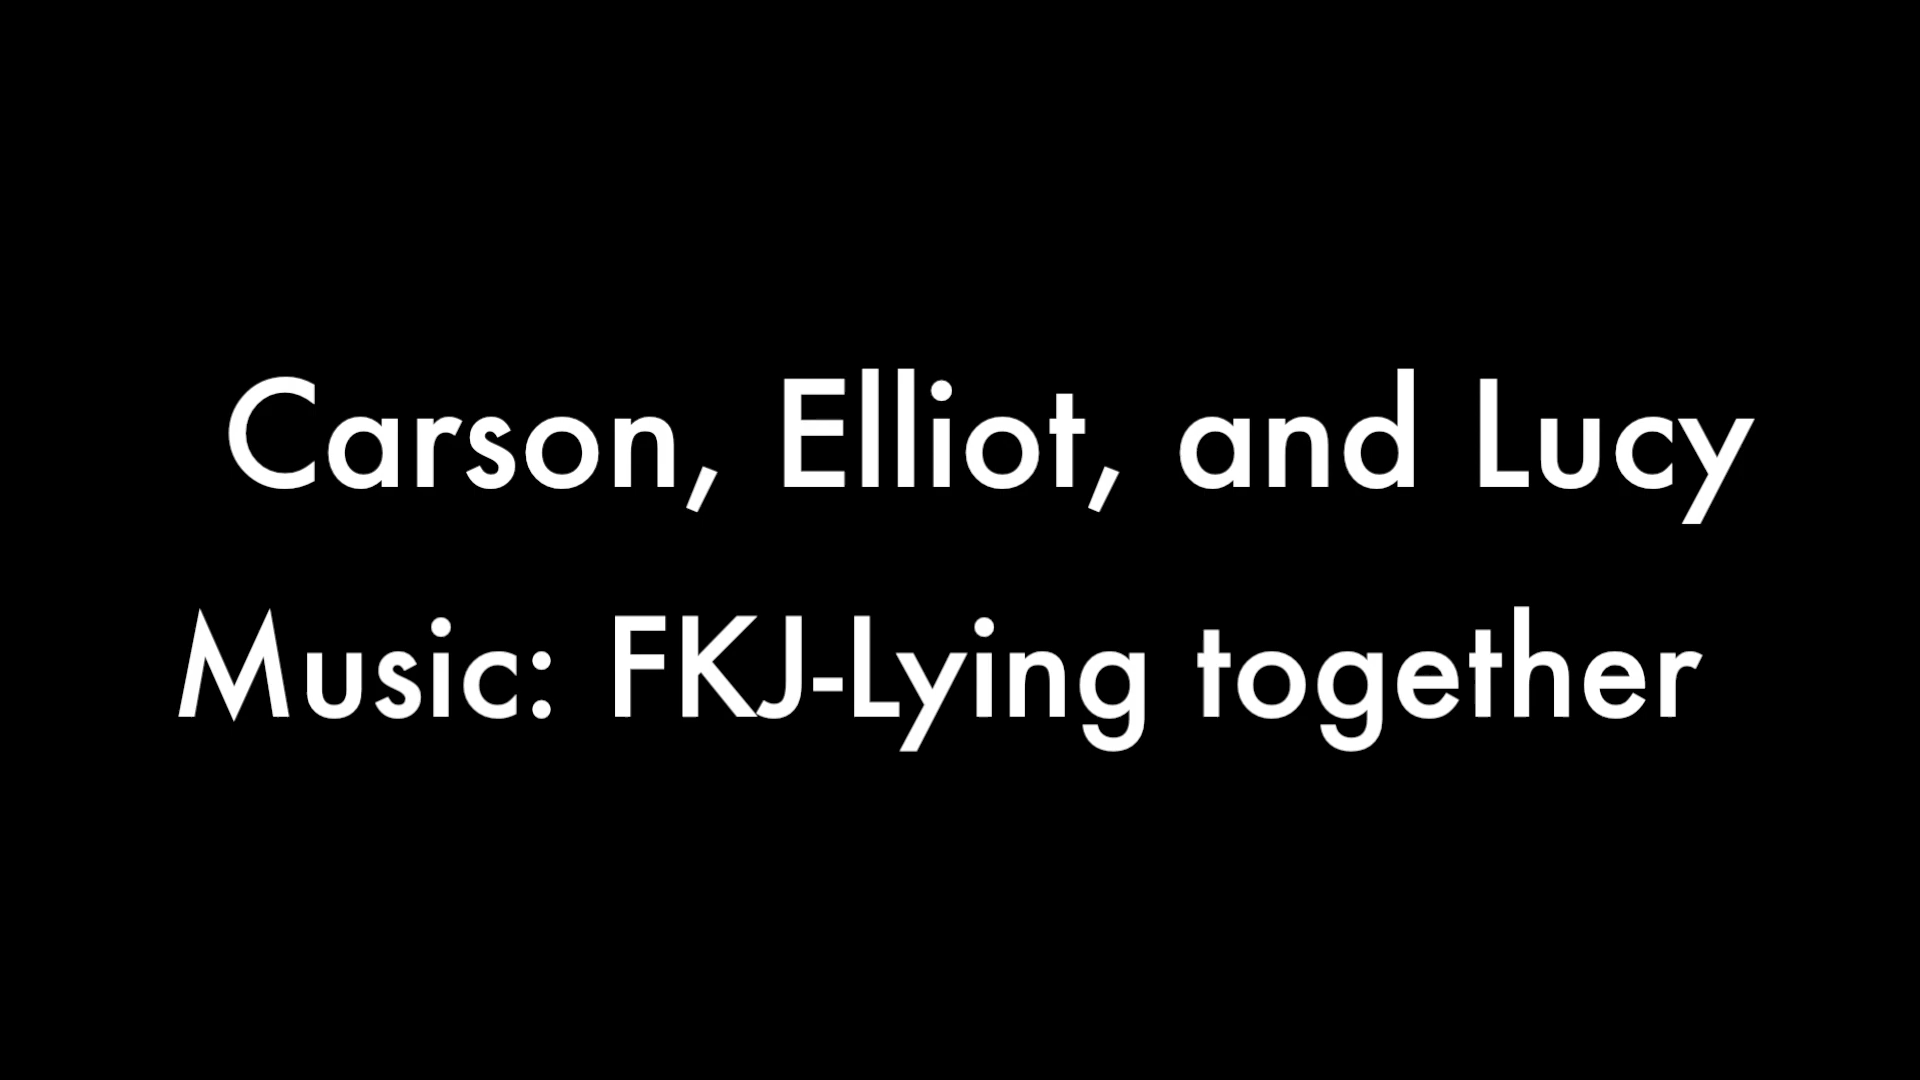 Carson, Elliot, and Lucy
Music: FKJ-Lying together